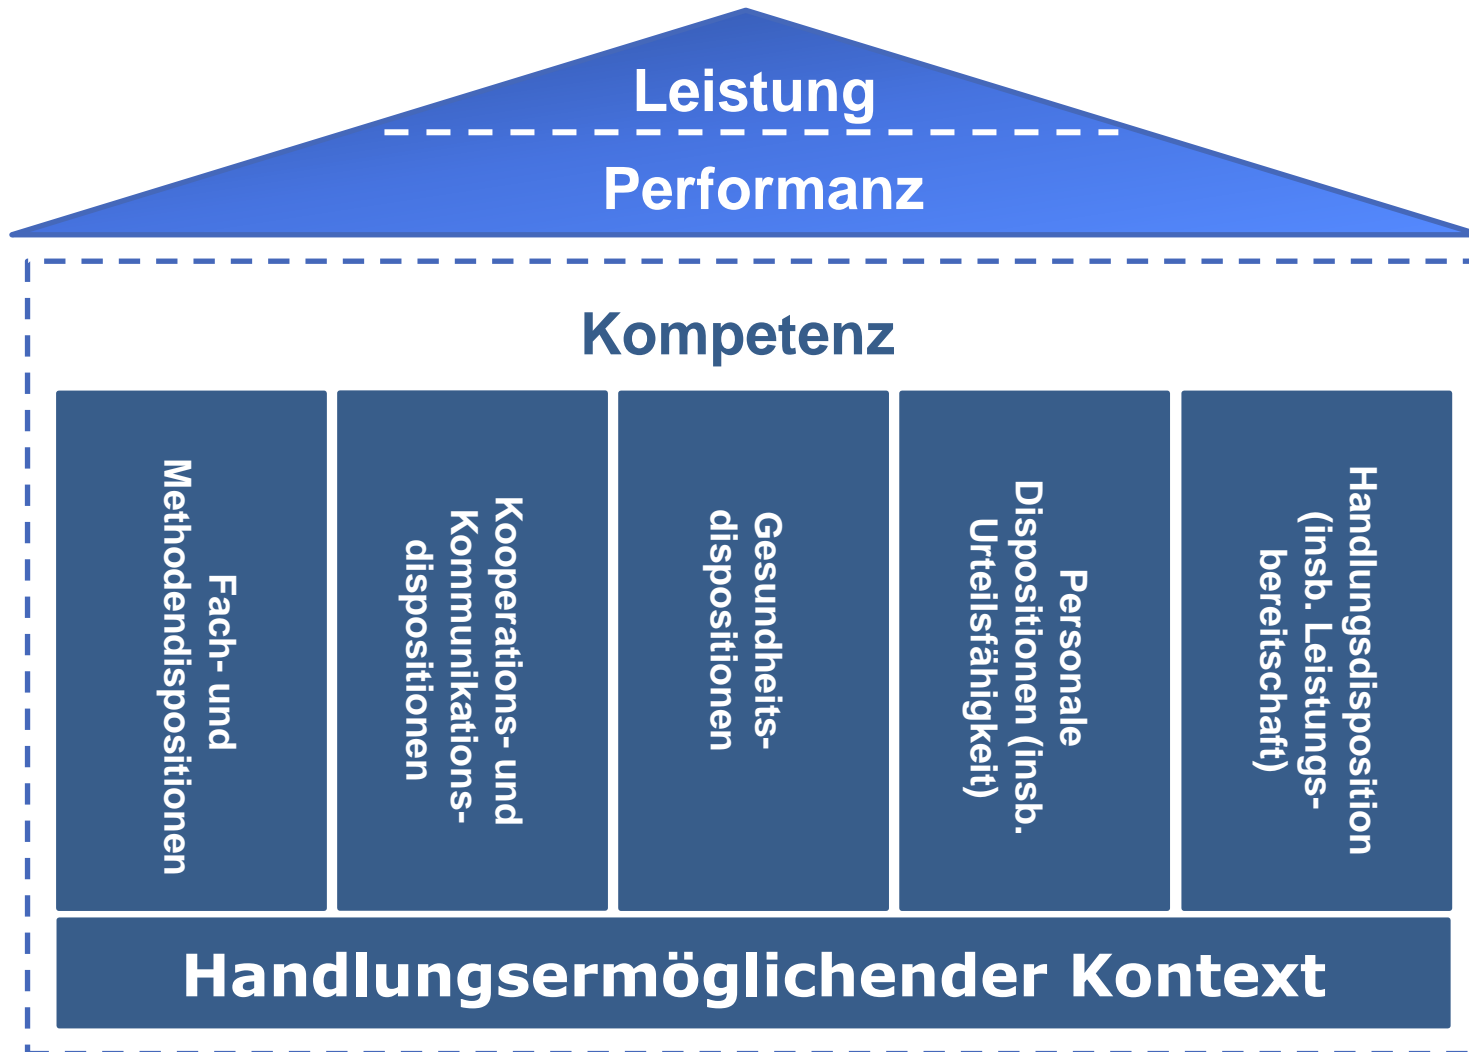 Leistung
Performanz
Kompetenz
Fach- und
Methodendispositionen
Kooperations- und
Kommunikations-
dispositionen
Gesundheits-
dispositionen
Personale
Dispositionen (insb.
Urteilsfähigkeit)
Handlungsdisposition
(insb. Leistungs-
bereitschaft)
Handlungsermöglichender Kontext